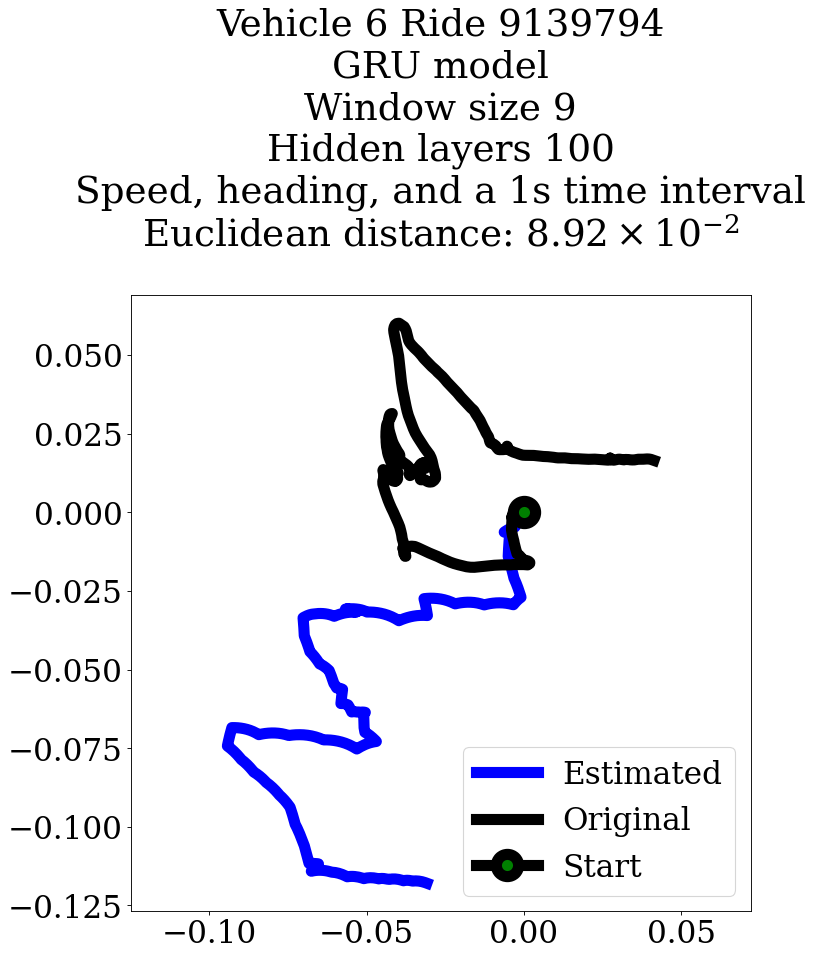 Vehicle 6 Ride 9139794
GRU model
Window size 9
Hidden layers 100
Speed, heading, and a 1s time interval
Euclidean distance: 8.92 × 10⁻²
0.050
0.025
0.000
−0.025
−0.050
−0.075
−0.100
−0.125
Estimated
Original
Start
−0.10 −0.05 0.00 0.05